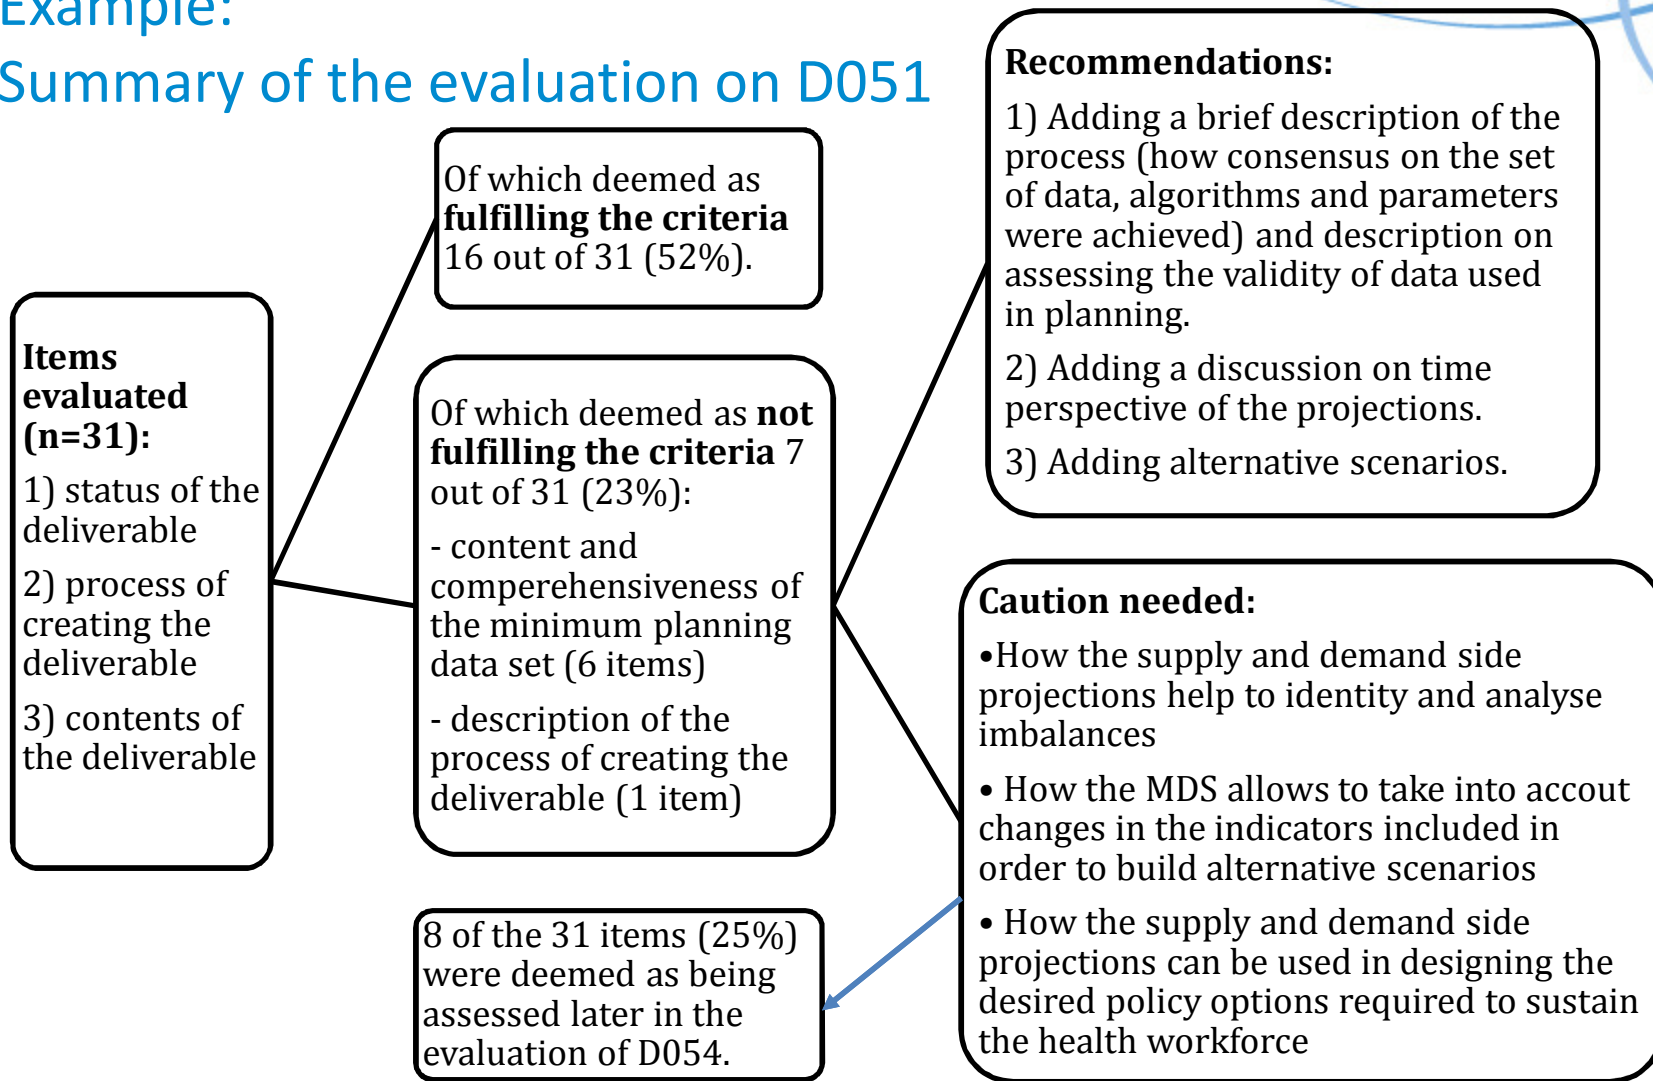 Example:
Summary of the evaluation on D051
Items
evaluated
(n=31):
1) status of the
deliverable
2) process of
creating the
deliverable
3) contents of
the deliverable
Of which deemed as
fulfilling the criteria
16 out of 31 (52%).
Of which deemed as not
fulfilling the criteria 7
out of 31 (23%):
- content and
comperehensiveness of
the minimum planning
data set (6 items)
- description of the
process of creating the
deliverable (1 item)
8 of the 31 items (25%)
were deemed as being
assessed later in the
evaluation of D054.
Recommendations:
1) Adding a brief description of the
process (how consensus on the set
of data, algorithms and parameters
were achieved) and description on
assessing the validity of data used
in planning.
2) Adding a discussion on time
perspective of the projections.
3) Adding alternative scenarios.
Caution needed:
•How the supply and demand side
projections help to identity and analyse
imbalances
• How the MDS allows to take into accout
changes in the indicators included in
order to build alternative scenarios
• How the supply and demand side
projections can be used in designing the
desired policy options required to sustain
the health workforce